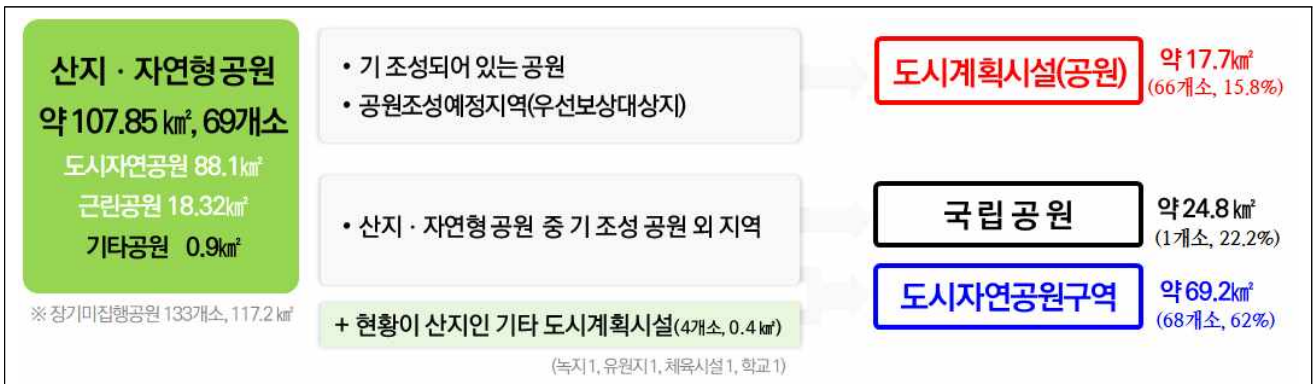 산지 · 자연형 공원
약 107.85 ㎢, 69개소
도시자연공원 88.1㎢
근린공원 18.32㎢
기타공원 0.9㎢
※ 장기미집행공원 133개소, 117.2 ㎢
• 기 조성되어 있는 공원
• 공원조성예정지역(우선보상대상지)
도시계획시설(공원)
약 17.7㎢
(66개소, 15.8%)
• 산지 · 자연형 공원 중 기 조성 공원 외 지역
국 립 공 원
약 24.8 ㎢
(1개소, 22.2%)
+ 현황이 산지인 기타 도시계획시설(4개소, 0.4 ㎢)
(녹지 1, 유원지 1, 체육시설 1, 학교 1)
도시자연공원구역
약 69.2㎢
(68개소, 62%)